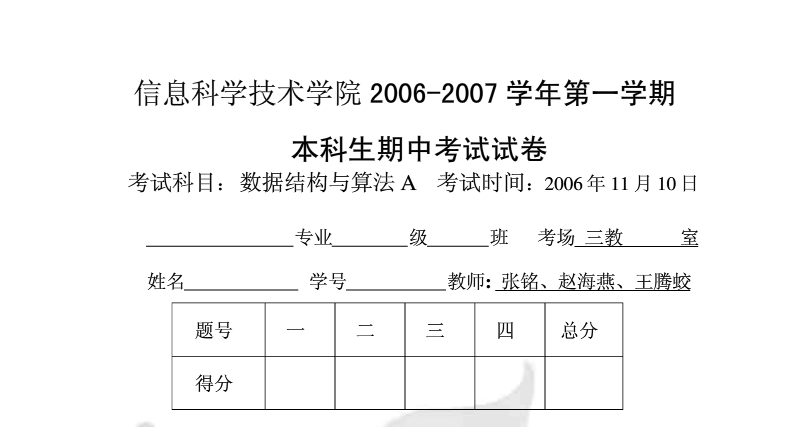 信息科学技术学院 2006-2007 学年第一学期
本科生期中考试试卷
考试科目：数据结构与算法 A 考试时间：2006 年 11 月 10 日
专业 级 班 考场 三教 室
姓名 学号 教师：张铭、赵海燕、王腾蛟
题号 一 二 三 四 总分
得分